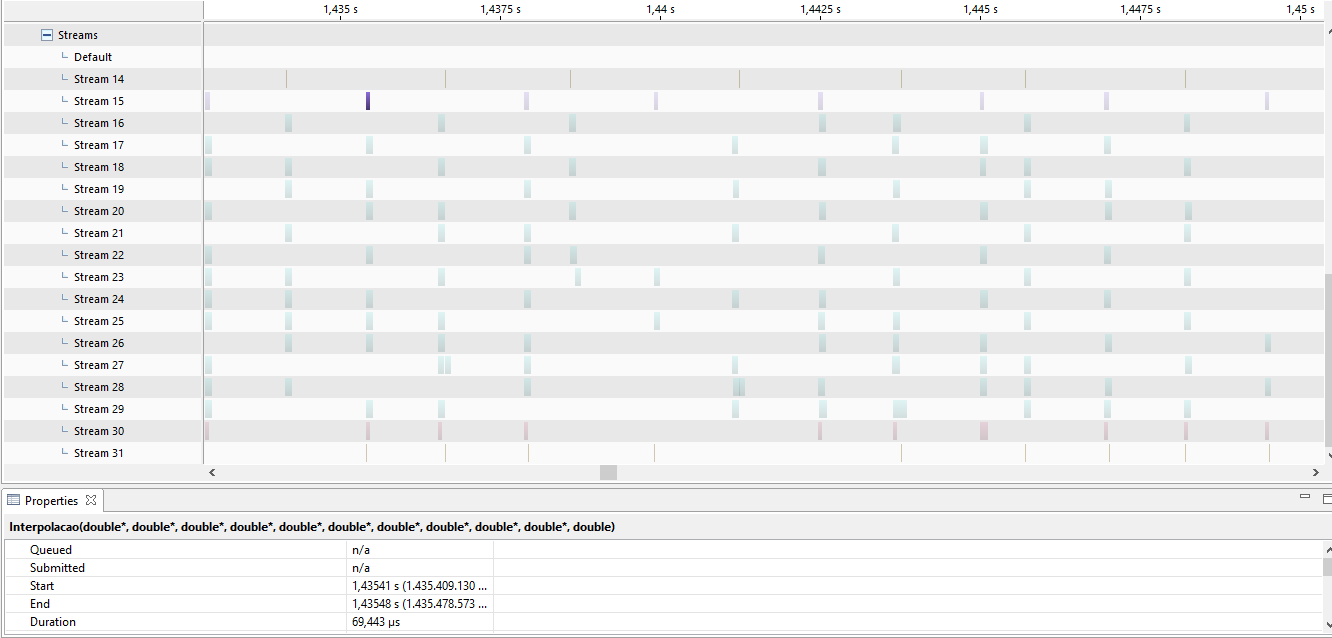 1,435 s 1,4375 s 1,44 s 1,4425 s 1,445 s 1,4475 s 1,45 s
Streams
Default
Stream 14
Stream 15
Stream 16
Stream 17
Stream 18
Stream 19
Stream 20
Stream 21
Stream 22
Stream 23
Stream 24
Stream 25
Stream 26
Stream 27
Stream 28
Stream 29
Stream 30
Stream 31
Properties
Interpolacao(double*, double*, double*, double*, double*, double*, double*, double*, double*, double*, double)
Queued n/a
Submitted n/a
Start 1,43541 s (1.435.409.130 ...
End 1,43548 s (1.435.478.573 ...
Duration 69,443 µs